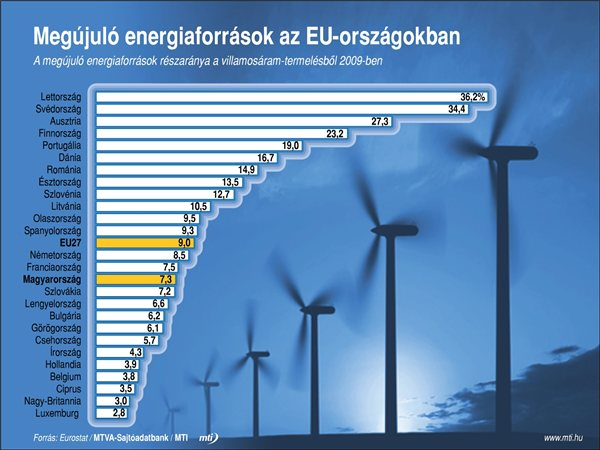 Megújuló energiaforrások az EU-országokban
A megújuló energiaforrások részaránya a villamosáram-termelésből 2009-ben
Lettország 36,2%
Svédország 34,4
Ausztria 27,3
Finnország 23,2
Portugália 19,0
Dánia 16,7
Románia 14,9
Észtország 13,5
Szlovénia 12,7
Litvánia 10,5
Olaszország 9,5
Spanyolország 9,3
EU27 9,0
Németország 8,5
Franciaország 7,5
Magyarország 7,3
Szlovákia 7,2
Lengyelország 6,6
Bulgária 6,2
Görögország 6,1
Csehország 5,7
Írország 4,3
Hollandia 3,9
Belgium 3,8
Ciprus 3,5
Nagy-Britannia 3,0
Luxemburg 2,8
Forrás: Eurostat / MTVA-Sajtóadatbank / MTI mti www.mti.hu